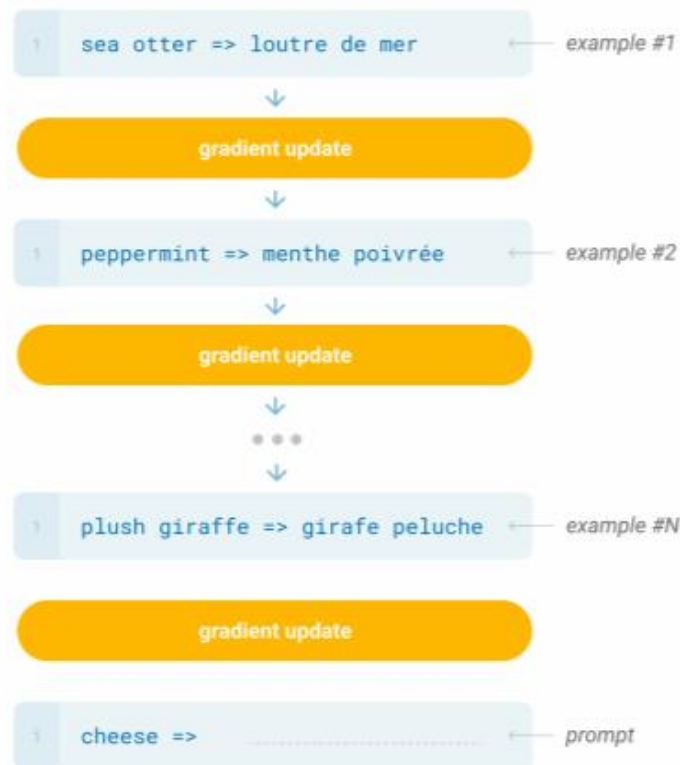 1 sea otter => loutre de mer example #1
gradient update
1 peppermint => menthe poivrée example #2
gradient update
1 plush giraffe => girafe peluche example #N
gradient update
1 cheese => prompt